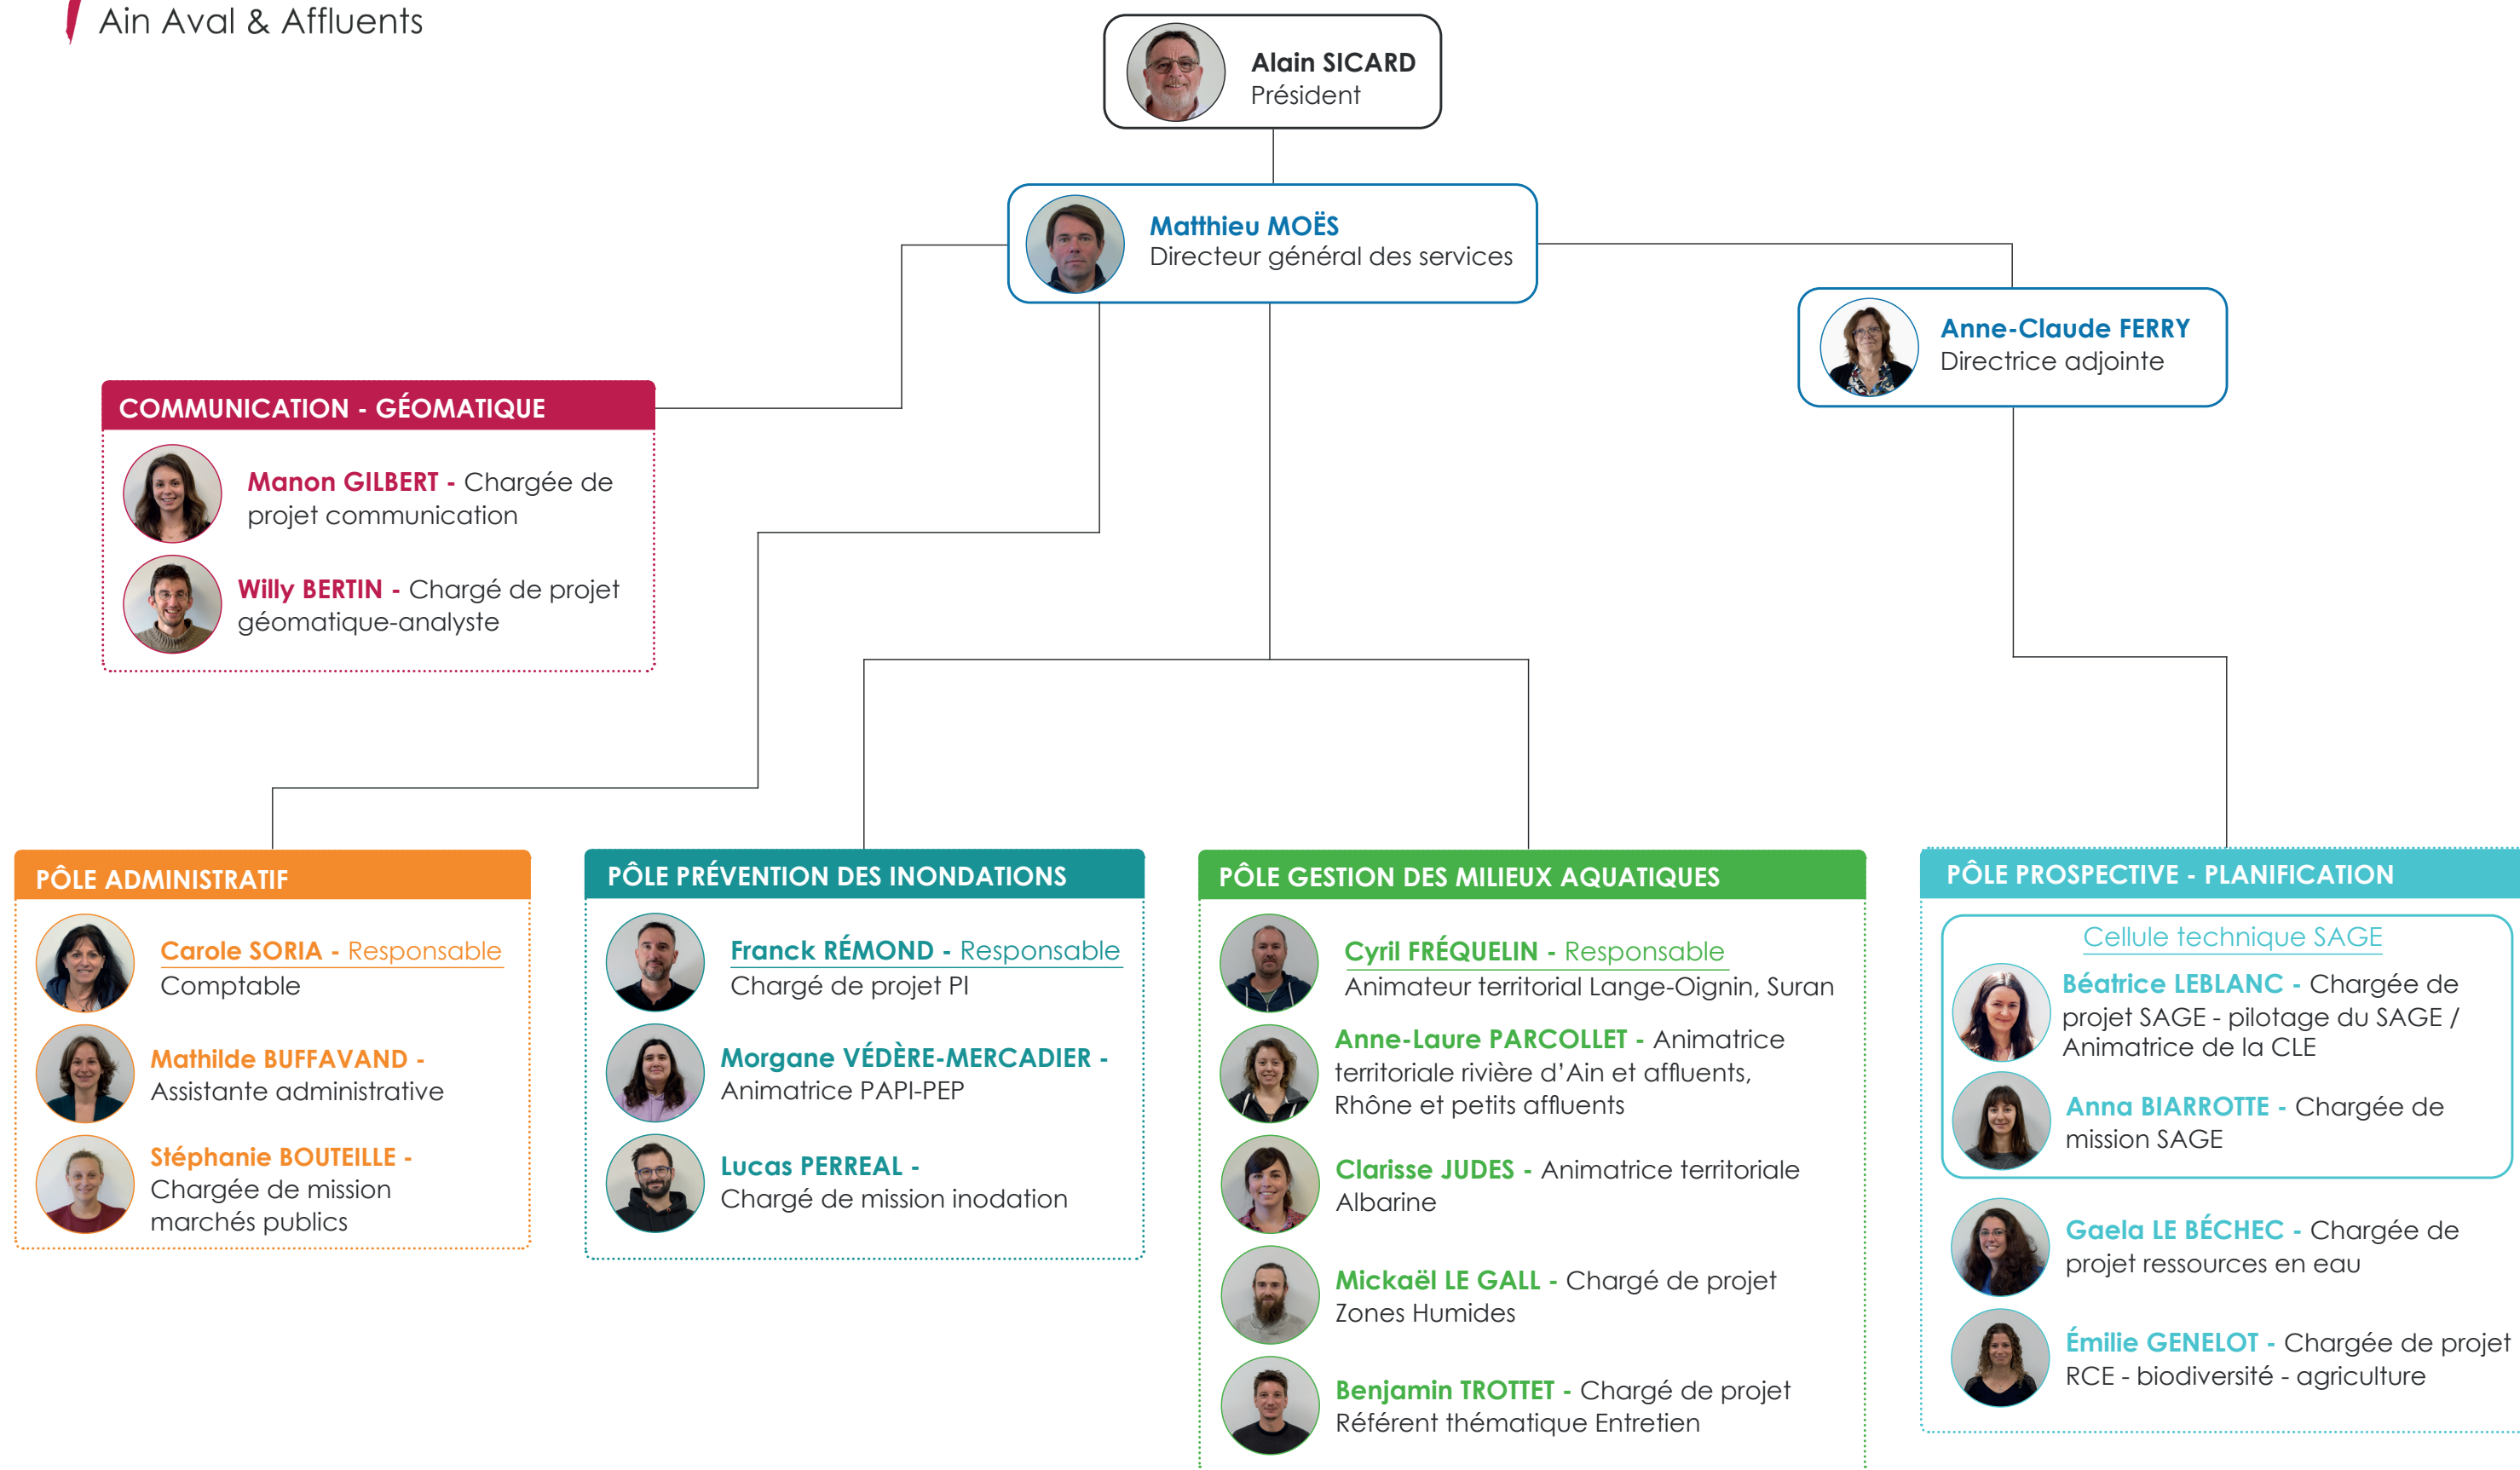 Ain Aval & Affluents
Alain SICARD
Président
Matthieu MOËS
Directeur général des services
Anne-Claude FERRY
Directrice adjointe
COMMUNICATION - GÉOMATIQUE
Manon GILBERT - Chargée de
projet communication
Willy BERTIN - Chargé de projet
géomatique-analyste
PÔLE ADMINISTRATIF
Carole SORIA - Responsable
Comptable
Mathilde BUFFAVAND -
Assistante administrative
Stéphanie BOUTEILLE -
Chargée de mission
marchés publics
PÔLE PRÉVENTION DES INONDATIONS
Franck RÉMOND - Responsable
Chargé de projet PI
Morgane VÉDÈRE-MERCADIER -
Animatrice PAPI-PEP
Lucas PERREAL -
Chargé de mission inodation
PÔLE GESTION DES MILIEUX AQUATIQUES
Cyril FRÉQUELIN - Responsable
Animateur territorial Lange-Oignin, Suran
Anne-Laure PARCOLLET - Animatrice
territoriale rivière d'Ain et affluents,
Rhône et petits affluents
Clarisse JUDES - Animatrice territoriale
Albarine
Mickaël LE GALL - Chargé de projet
Zones Humides
Benjamin TROTTET - Chargé de projet
Référent thématique Entretien
PÔLE PROSPECTIVE - PLANIFICATION
Cellule technique SAGE
Béatrice LEBLANC - Chargée de
projet SAGE - pilotage du SAGE /
Animatrice de la CLE
Anna BIARROTTE - Chargée de
mission SAGE
Gaela LE BÉCHEC - Chargée de
projet ressources en eau
Émilie GENELOT - Chargée de projet
RCE - biodiversité - agriculture